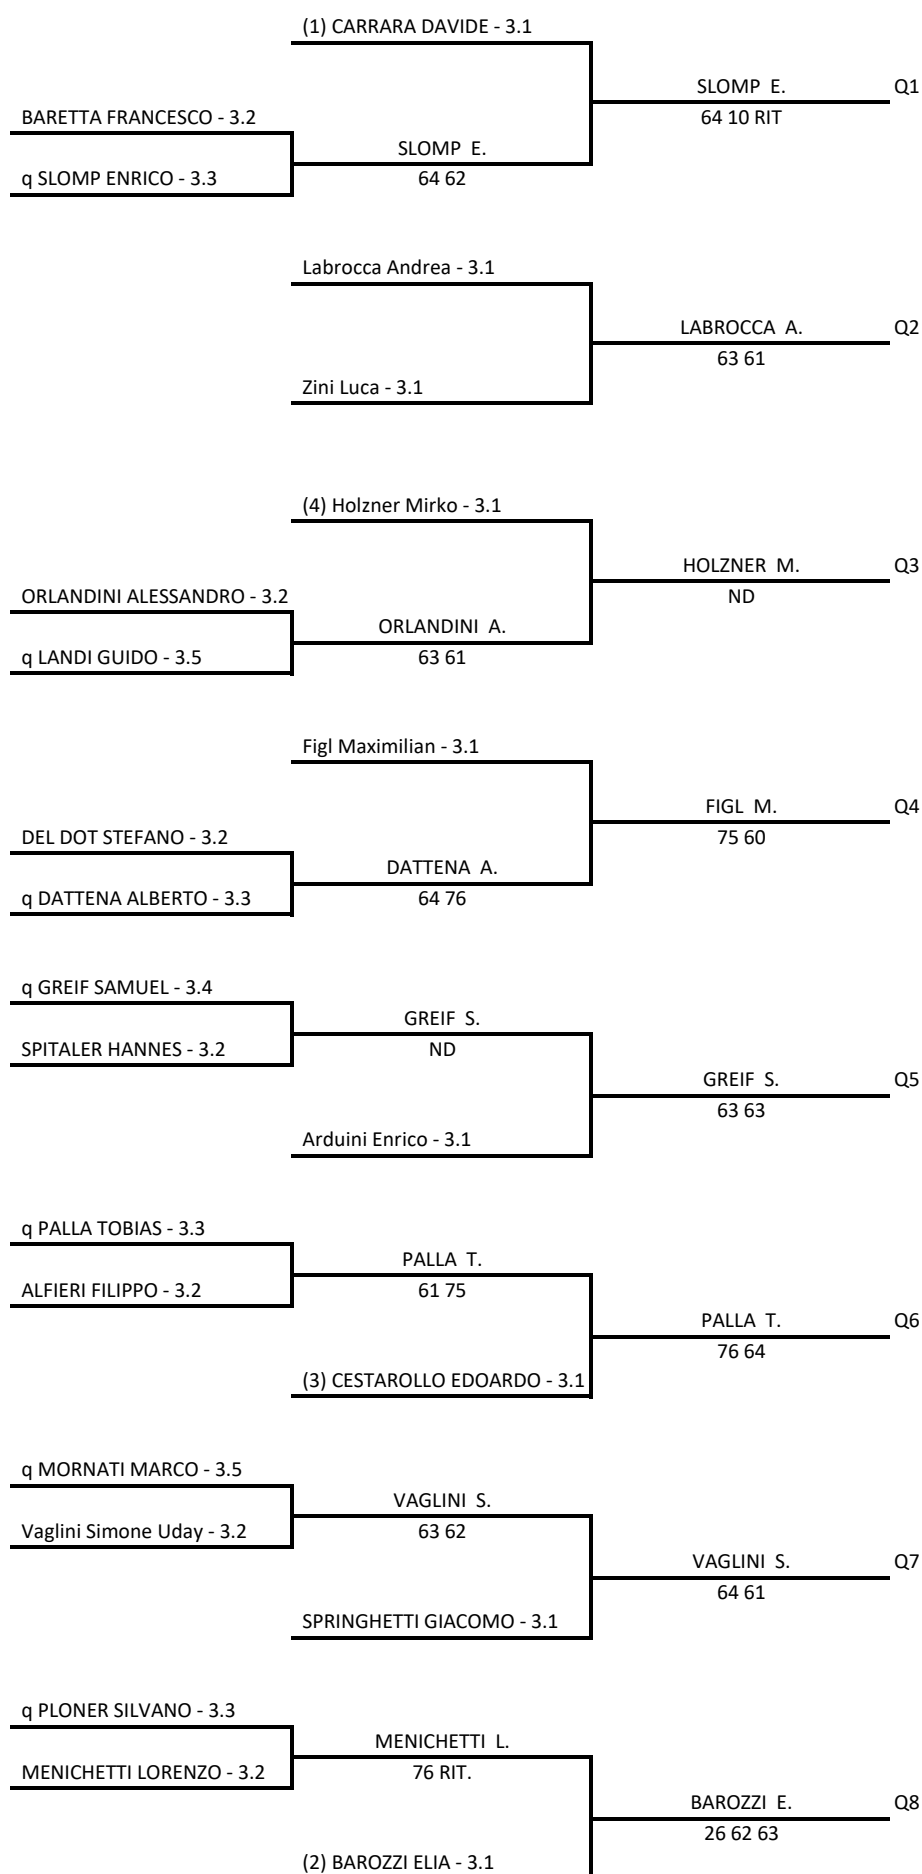 (1) CARRARA DAVIDE - 3.1
SLOMP E. Q1
BARETTA FRANCESCO - 3.2
64 10 RIT
SLOMP E.
q SLOMP ENRICO - 3.3
64 62
Labrocca Andrea - 3.1
LABROCCA A. Q2
63 61
Zini Luca - 3.1
(4) Holzner Mirko - 3.1
HOLZNER M. Q3
ORLANDINI ALESSANDRO - 3.2
ND
ORLANDINI A.
q LANDI GUIDO - 3.5
63 61
Figl Maximilian - 3.1
FIGL M. Q4
DEL DOT STEFANO - 3.2
75 60
DATTENA A.
q DATTENA ALBERTO - 3.3
64 76
q GREIF SAMUEL - 3.4
GREIF S.
SPITALER HANNES - 3.2
ND
GREIF S. Q5
63 63
Arduini Enrico - 3.1
q PALLA TOBIAS - 3.3
PALLA T.
ALFIERI FILIPPO - 3.2
61 75
PALLA T. Q6
76 64
(3) CESTAROLLO EDOARDO - 3.1
q MORNATI MARCO - 3.5
VAGLINI S.
Vaglini Simone Uday - 3.2
63 62
VAGLINI S. Q7
64 61
SPRINGHETTI GIACOMO - 3.1
q PLONER SILVANO - 3.3
MENICHETTI L.
MENICHETTI LORENZO - 3.2
76 RIT.
BAROZZI E. Q8
26 62 63
(2) BAROZZI ELIA - 3.1